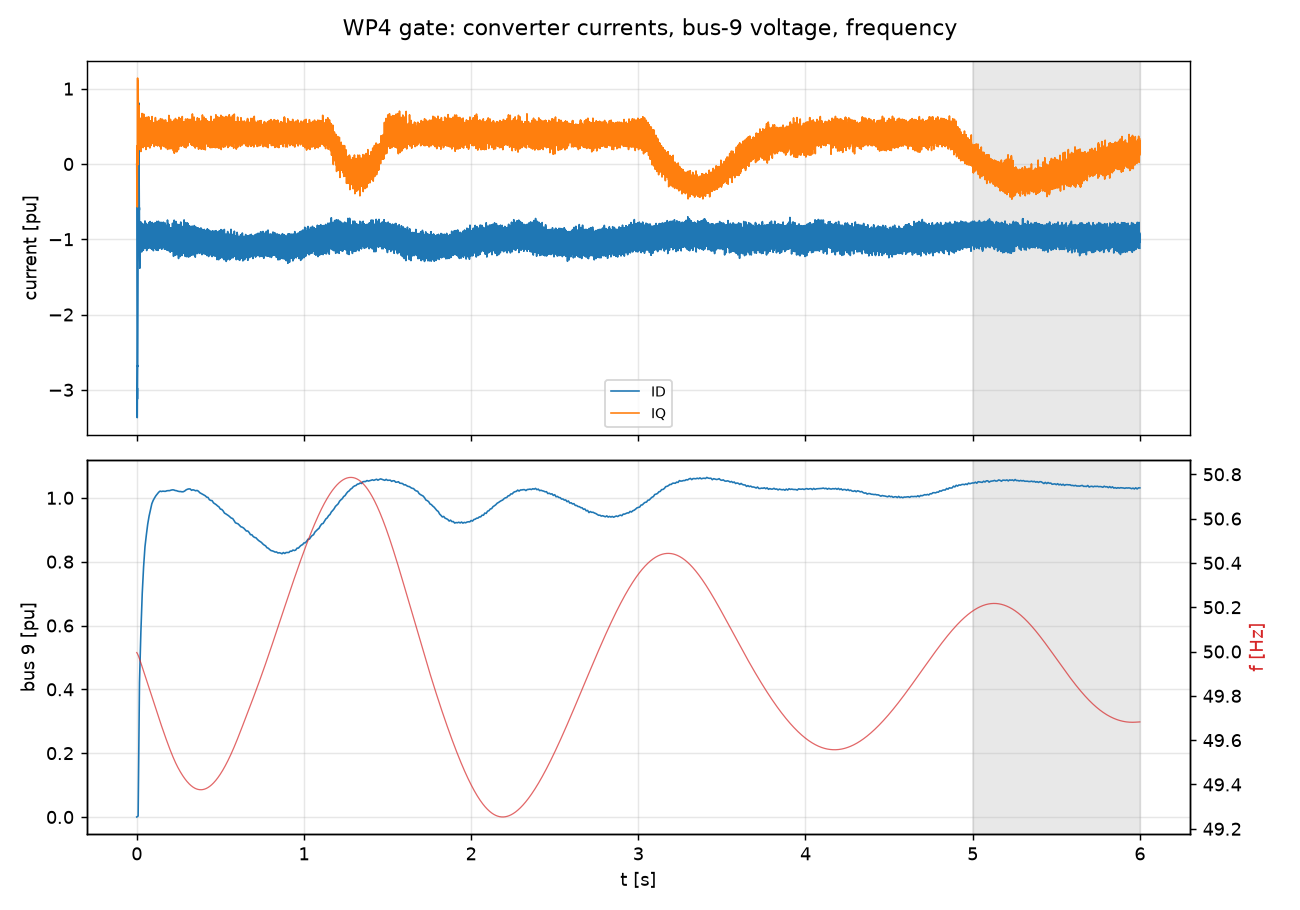 WP4 gate: converter currents, bus-9 voltage, frequency
1
0
−1
−2
−3
current [pu]
ID
IQ
1.0
0.8
0.6
0.4
0.2
0.0
bus 9 [pu]
50.8
50.6
50.4
50.2
50.0
49.8
49.6
49.4
49.2
f [Hz]
0 1 2 3 4 5 6
t [s]